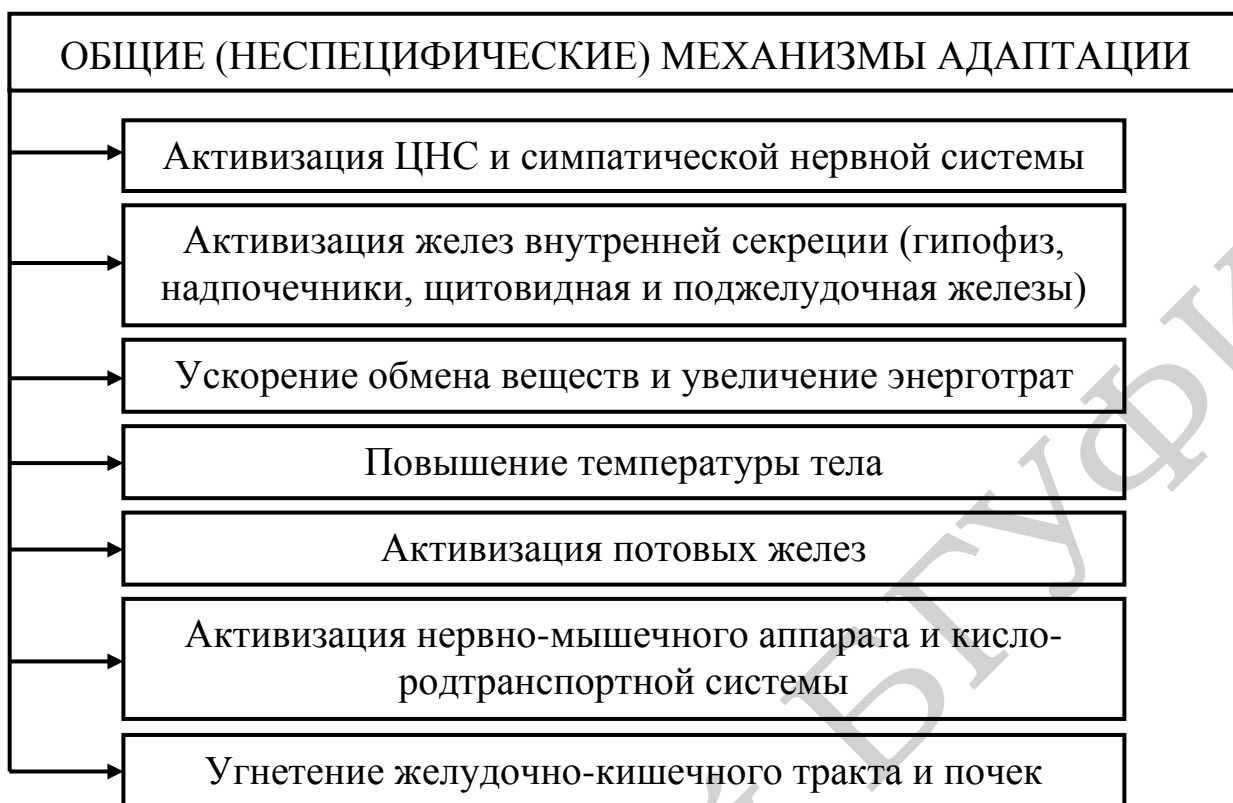 ОБЩИЕ (НЕСПЕЦИФИЧЕСКИЕ) МЕХАНИЗМЫ АДАПТАЦИИ
Активизация ЦНС и симпатической нервной системы
Активизация желез внутренней секреции (гипофиз,
надпочечники, щитовидная и поджелудочная железы)
Ускорение обмена веществ и увеличение энерготрат
Повышение температуры тела
Активизация потовых желез
Активизация нервно-мышечного аппарата и кисло-
родтранспортной системы
Угнетение желудочно-кишечного тракта и почек
БГУФК